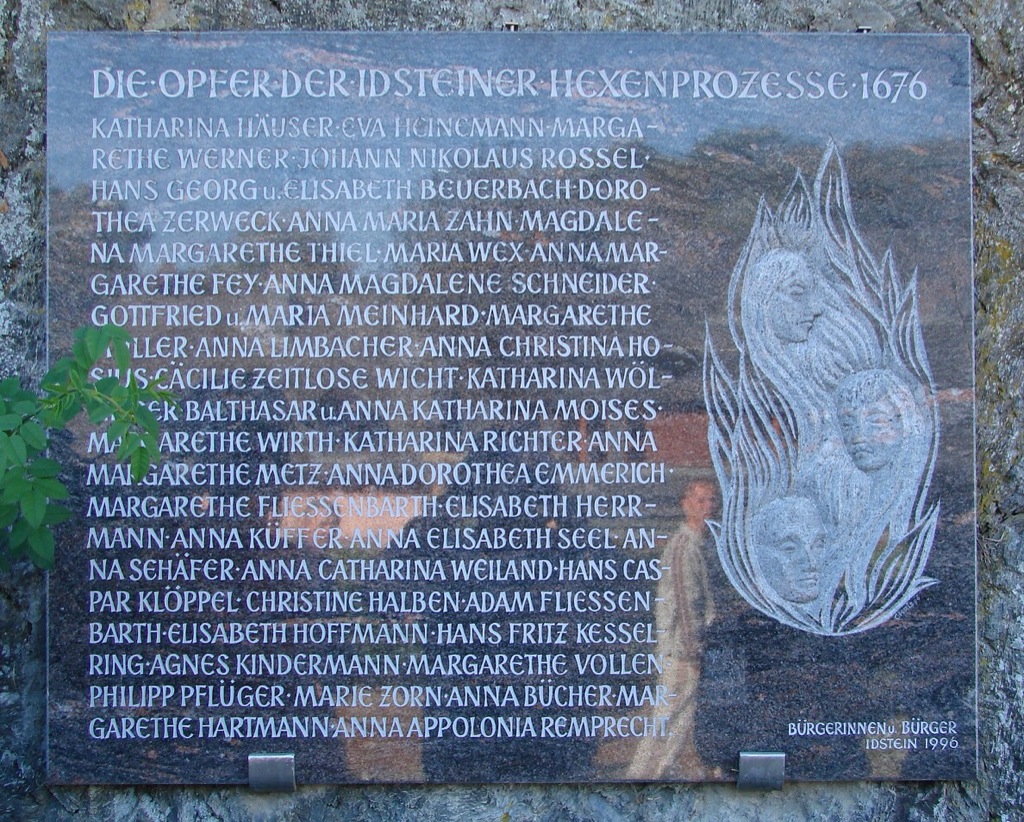 DIE·OPFER·DER·IDSTEINER·HEXENPROZESSE·1676
KATHARINA HÄUSER·EVA HEINEMANN·MARGA-
RETHE WERNER·JOHANN NIKOLAUS ROSSEL·
HANS GEORG u. ELISABETH BEUERBACH·DORO-
THEA ZERWECK·ANNA MARIA ZAHN·MAGDALE-
NA MARGARETHE THIEL·MARIA WEX·ANNA MAR-
GARETHE FEY·ANNA MAGDALENE SCHNEIDER·
GOTTFRIED u. MARIA MEINHARD·MARGARETHE
ANNA LIMBACHER·ANNA CHRISTINA HO-
SIUS·CÄCILIE ZEITLOSE WICHT·KATHARINA WÖL-
BALTHASAR u. ANNA KATHARINA MOISES·
MARGARETHE WIRTH·KATHARINA RICHTER·ANNA
MARGARETHE METZ·ANNA DOROTHEA EMMERICH·
MARGARETHE FLIESSENBARTH·ELISABETH HERR-
MANN·ANNA KÜFFER·ANNA ELISABETH SEEL·AN-
NA SCHÄFER·ANNA CATHARINA WEILAND·HANS CAS-
PAR KLÖPPEL·CHRISTINE HALBEN·ADAM FLIESSEN-
BARTH·ELISABETH HOFFMANN·HANS FRITZ KESSEL-
RING·AGNES KINDERMANN·MARGARETHE VOLLEN·
PHILIPP PFLÜGER·MARIE ZORN·ANNA BÜCHER·MAR-
GARETHE HARTMANN·ANNA APPOLONIA REMPRECHT.
BÜRGERINNEN u. BÜRGER
IDSTEIN 1996